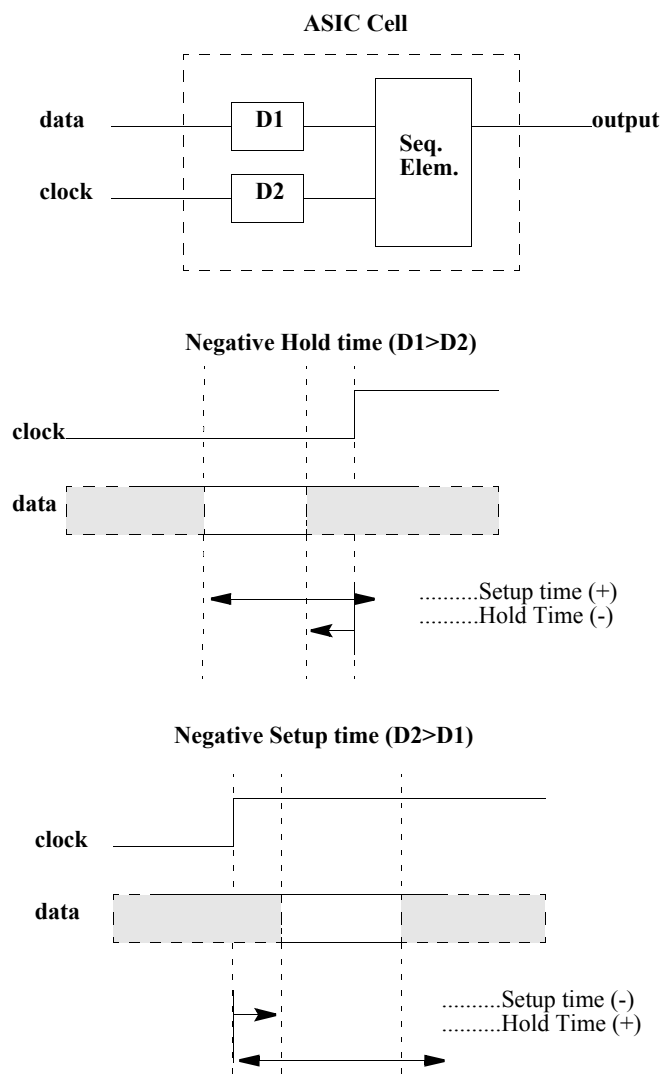 ASIC Cell
data
D1
output
Seq.
Elem.
clock
D2
Negative Hold time (D1>D2)
clock
data
..........Setup time (+)
..........Hold Time (-)
Negative Setup time (D2>D1)
clock
data
..........Setup time (-)
..........Hold Time (+)